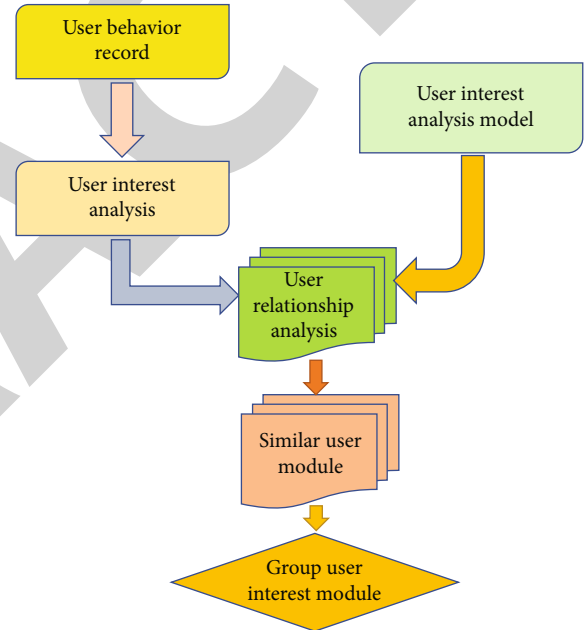 User behavior
record
User interest
analysis model
User interest
analysis
User
relationship
analysis
Similar user
module
Group user
interest module